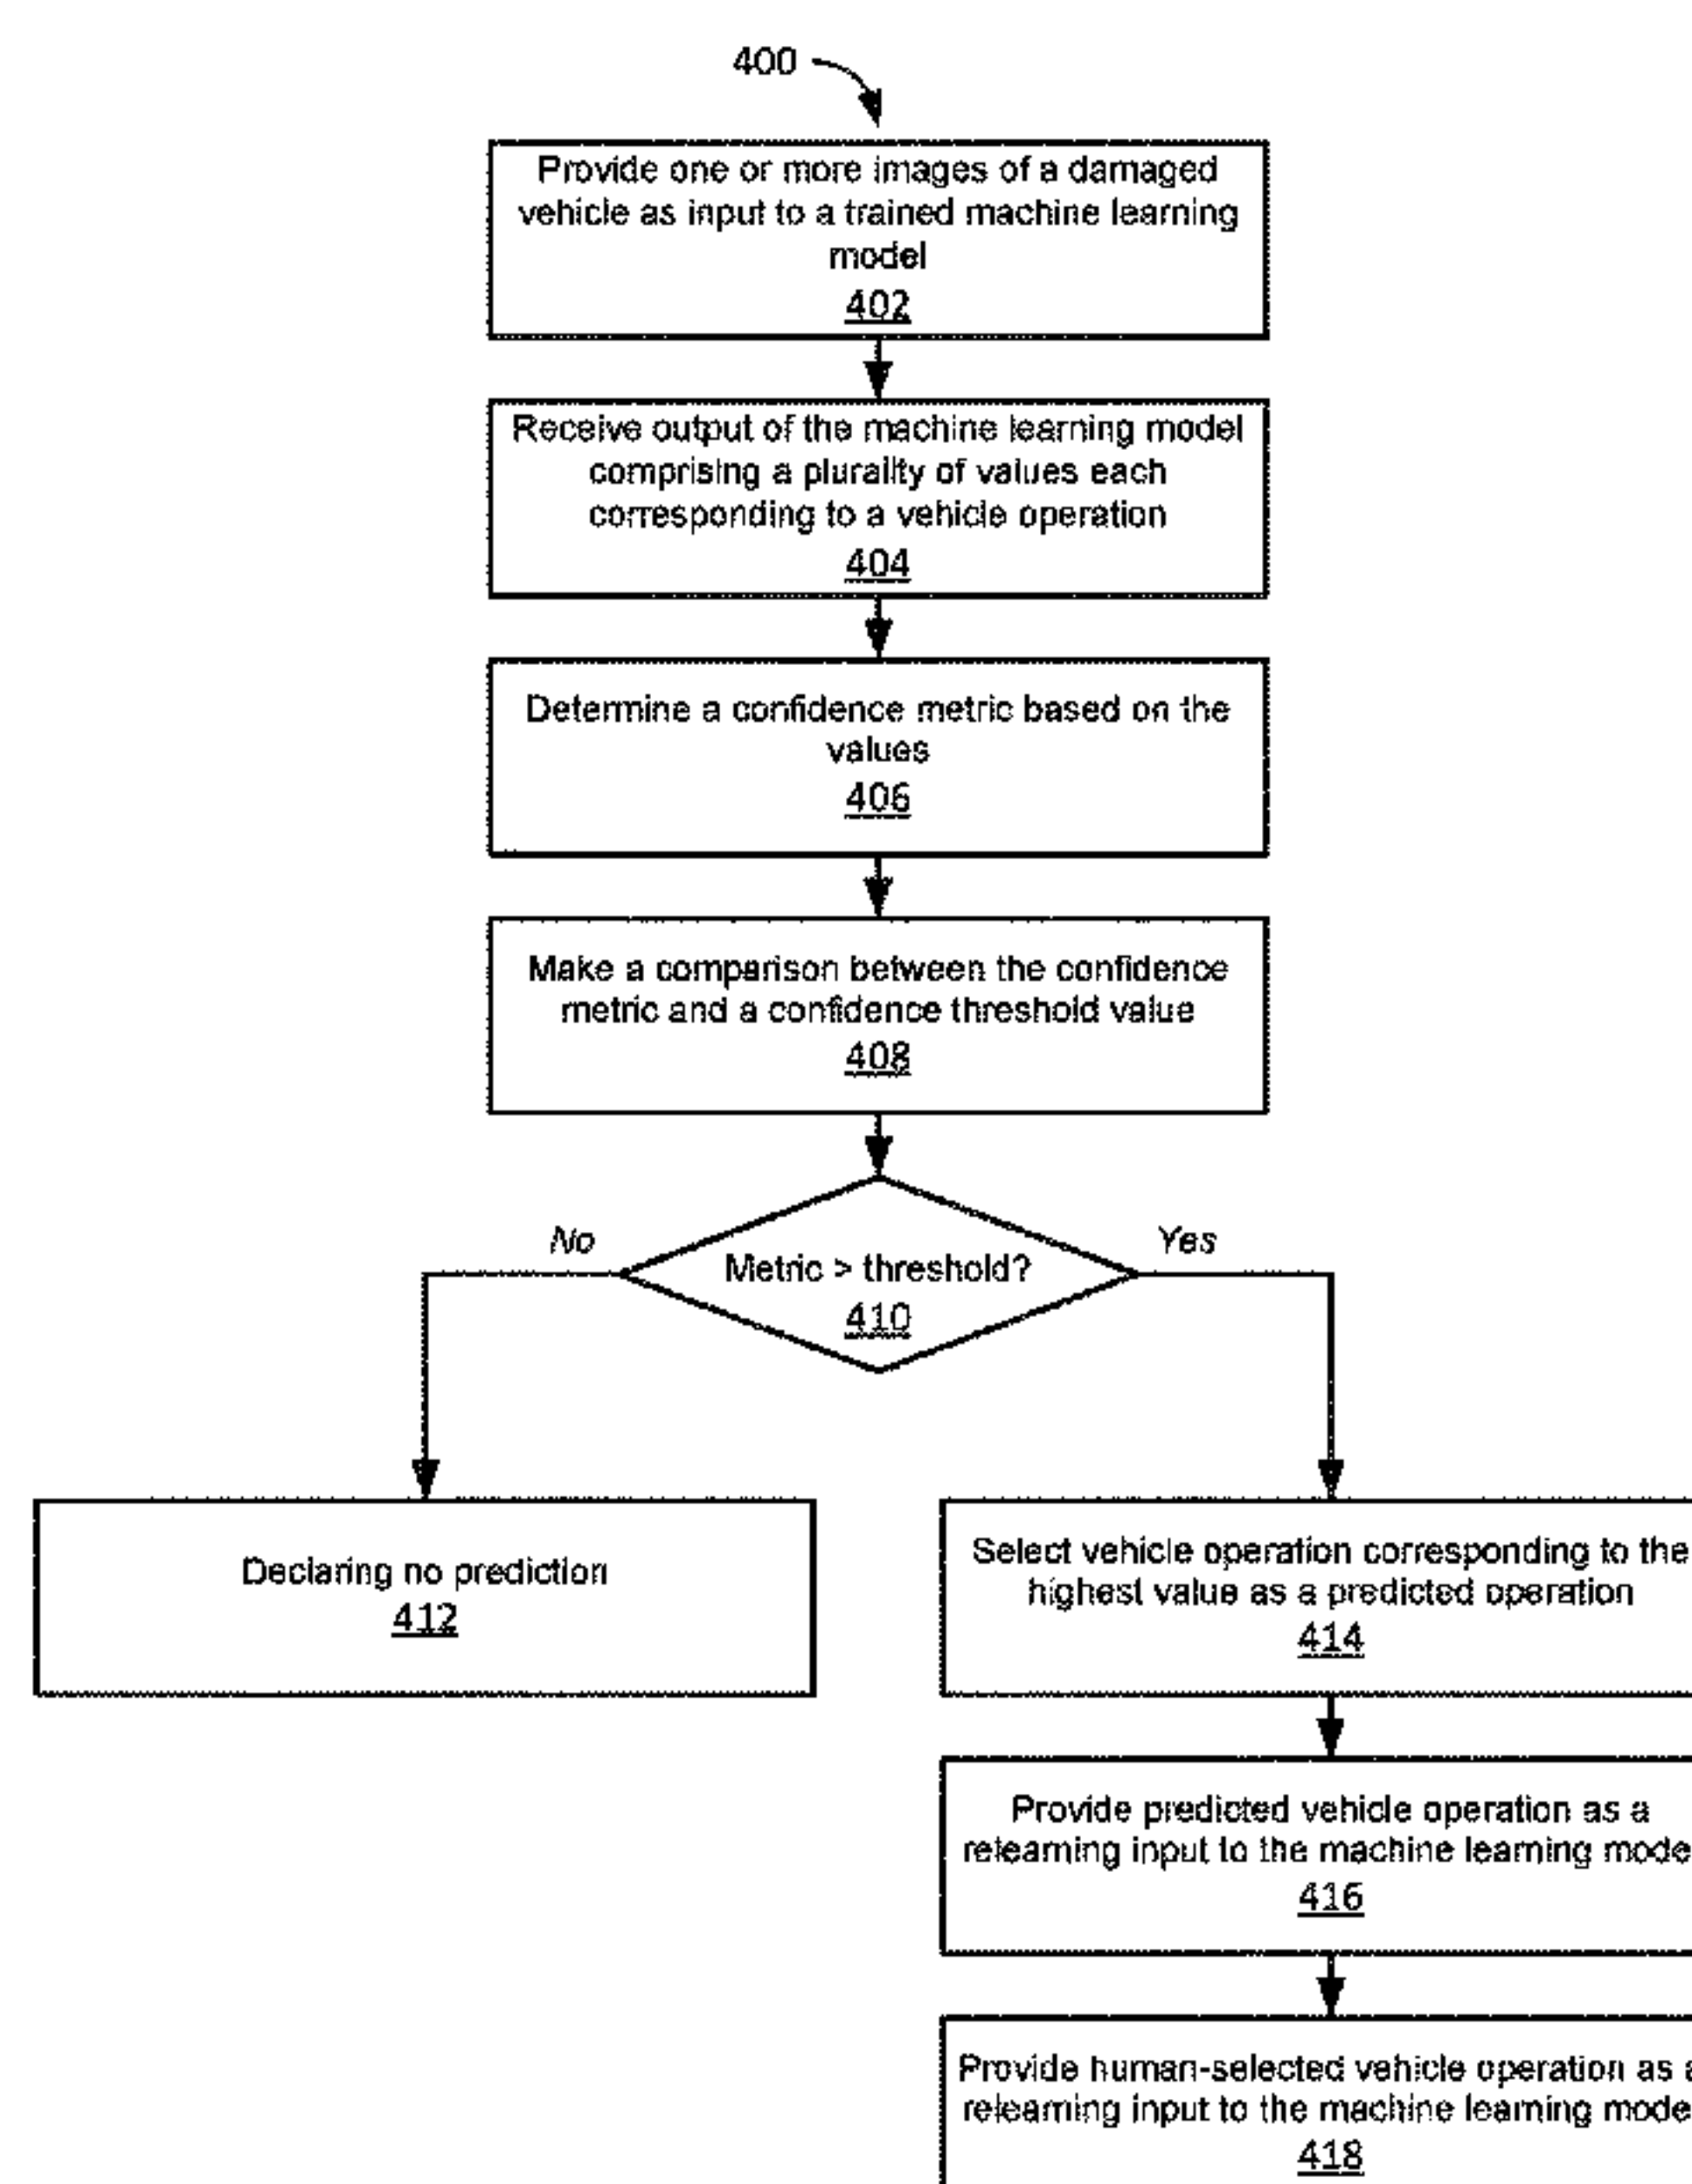 400
Provide one or more images of a damaged
vehicle as input to a trained machine learning
model
402
Receive output of the machine learning model
comprising a plurality of values each
corresponding to a vehicle operation
404
Determine a confidence metric based on the
values
406
Make a comparison between the confidence
metric and a confidence threshold value
408
No
Yes
Metric > threshold?
410
Declaring no prediction
412
Select vehicle operation corresponding to the
highest value as a predicted operation
414
Provide predicted vehicle operation as a
relearning input to the machine learning mode
416
Provide human-selected vehicle operation as a
relearning input to the machine learning mode
418